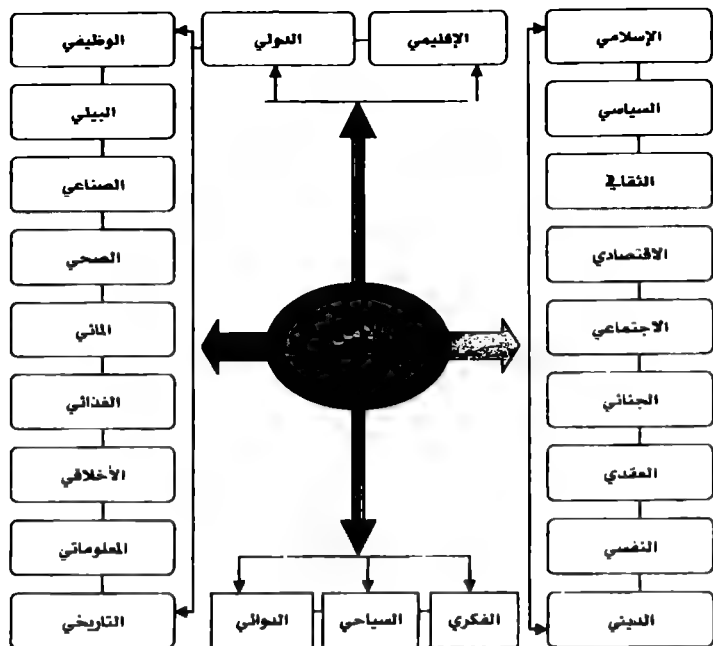 الإسلامي
السياسي
الثقافي
الاقتصادي
الاجتماعي
الجنائي
العقدي
النفسي
الديني
الإقليمي
الدولي
الأمن
الفكري
السياحي
الدوائي
الوظيفي
البيئي
الصناعي
الصحي
المائي
الغذائي
الأخلاقي
المعلوماتي
التاريخي